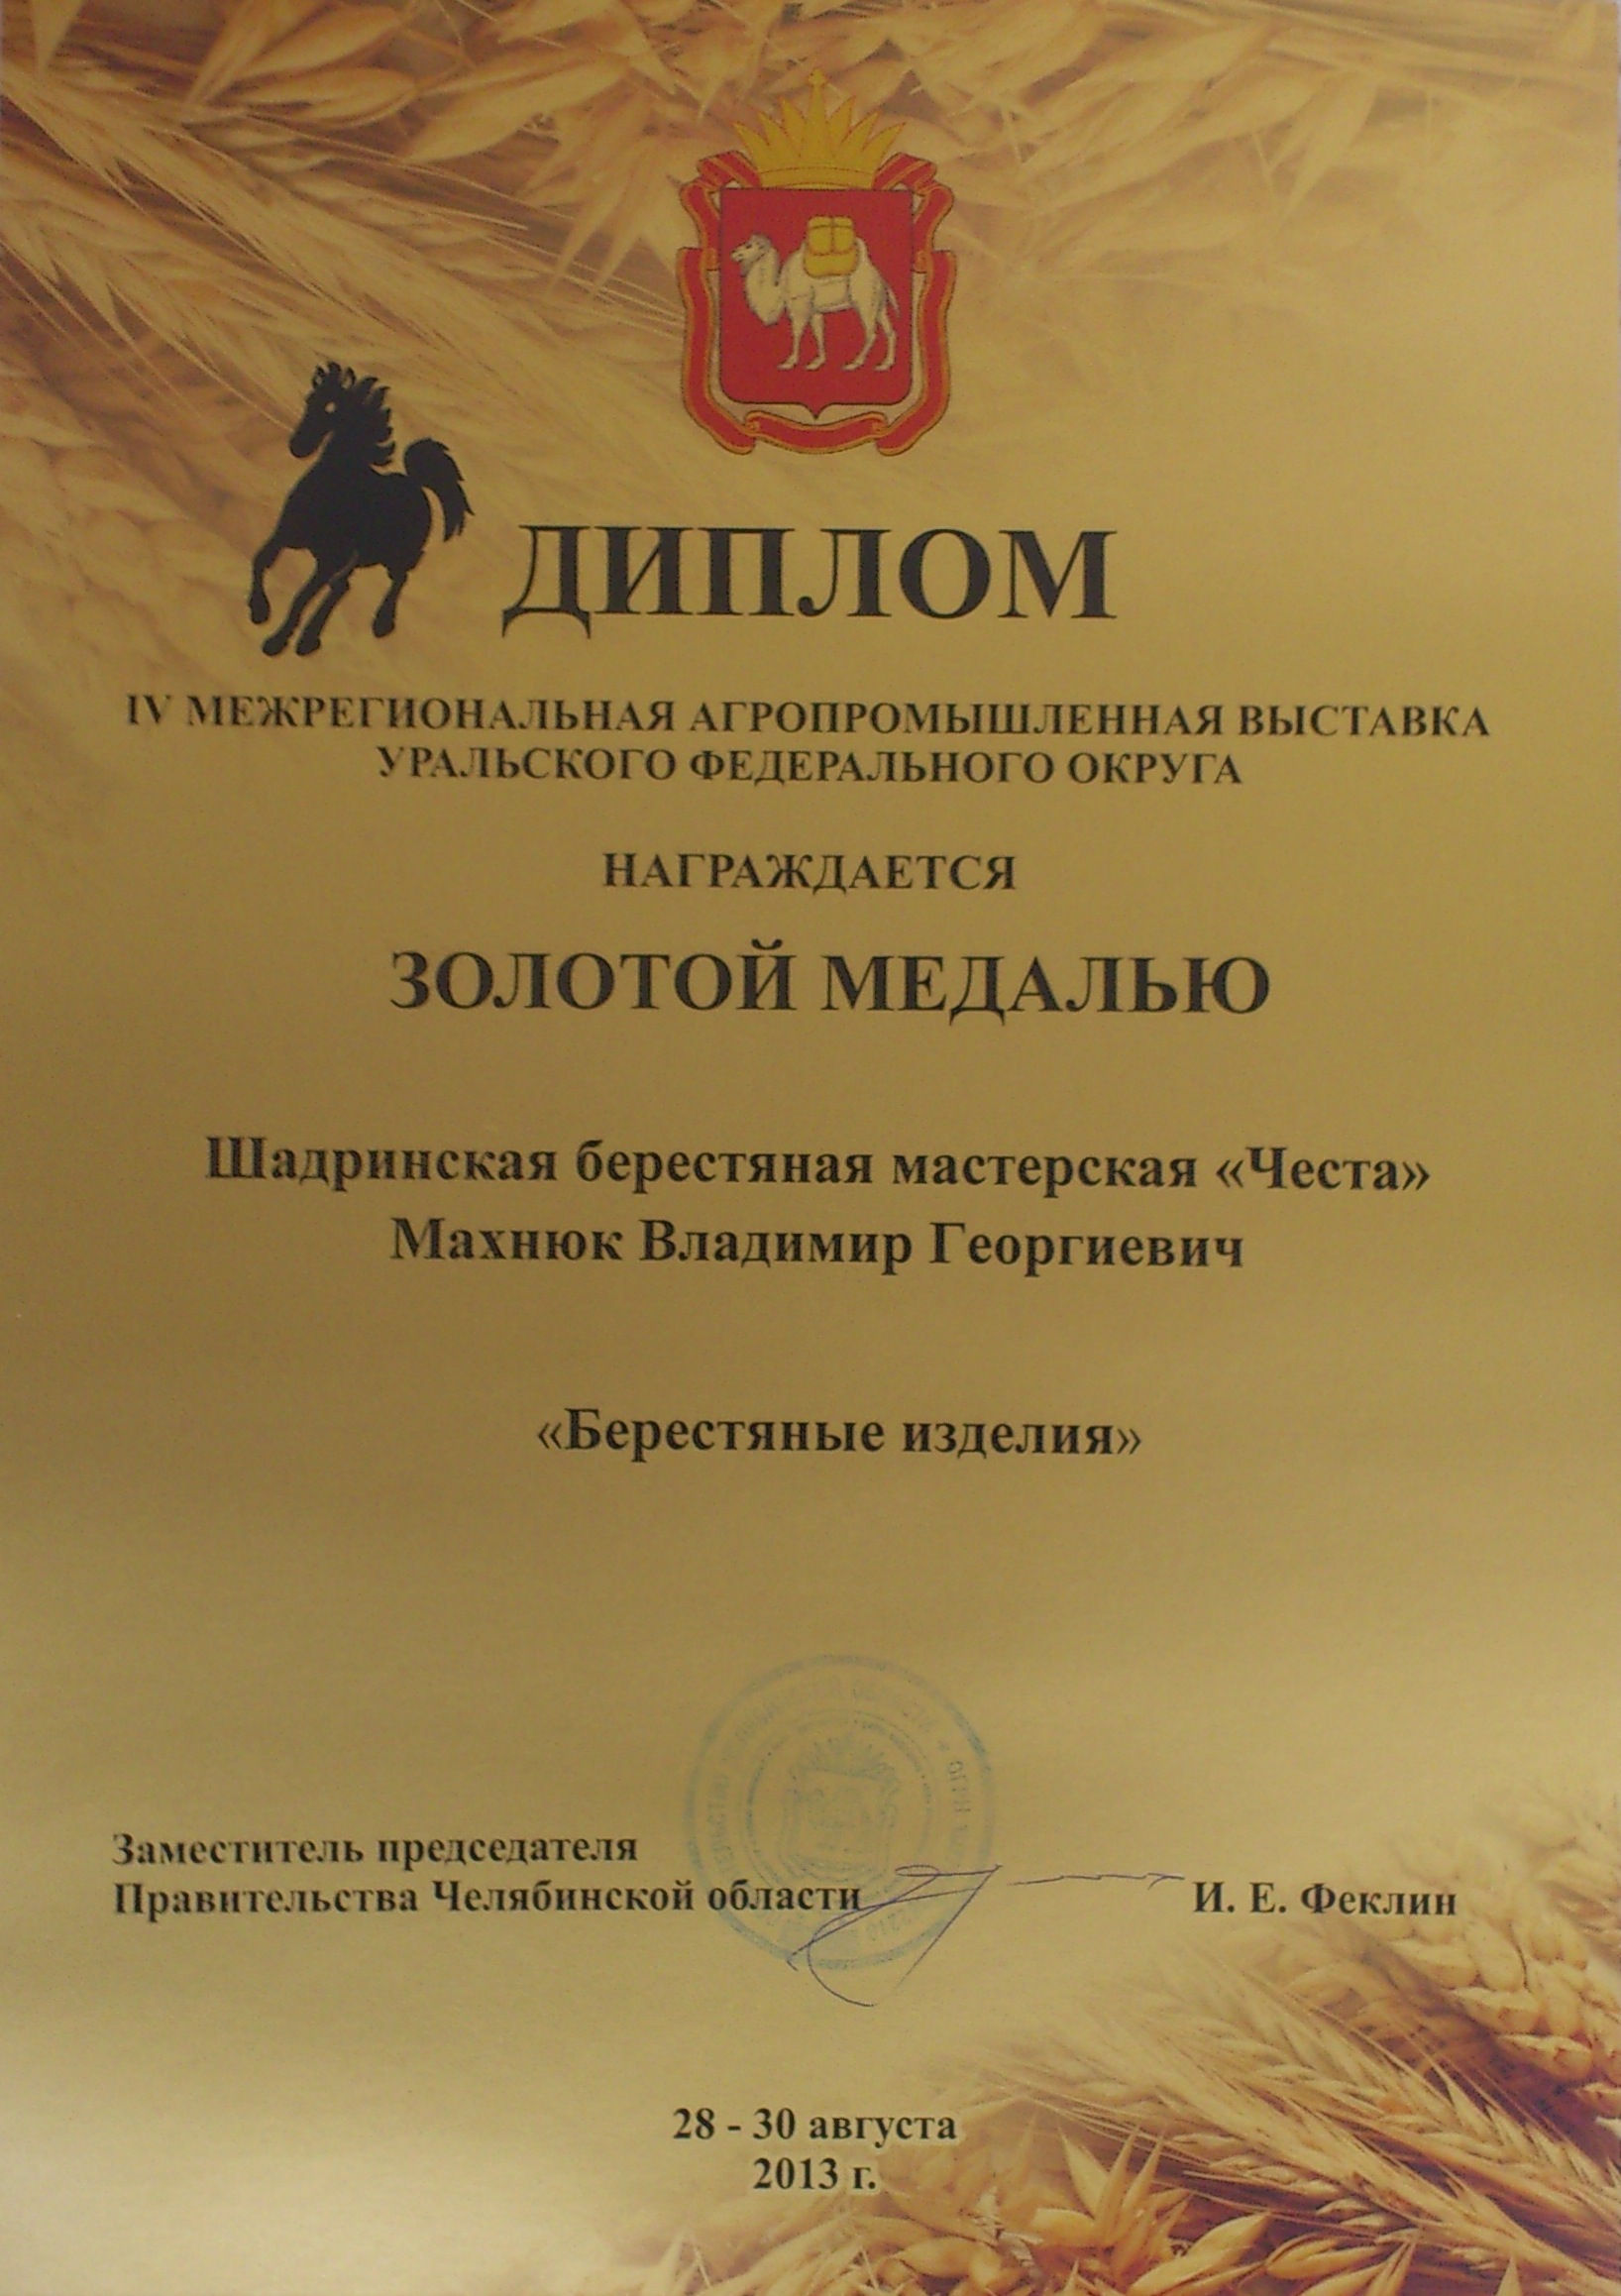 ДИПЛОМ
IV МЕЖРЕГИОНАЛЬНАЯ АГРОПРОМЫШЛЕННАЯ ВЫСТАВКА
УРАЛЬСКОГО ФЕДЕРАЛЬНОГО ОКРУГА
НАГРАЖДАЕТСЯ
ЗОЛОТОЙ МЕДАЛЬЮ
Шадринская берестяная мастерская «Честа»
Махнюк Владимир Георгиевич
«Берестяные изделия»
Заместитель председателя
Правительства Челябинской области
И. Е. Феклин
28 - 30 августа
2013 г.